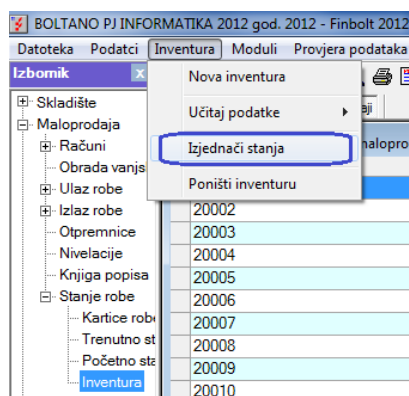 BOLTANO PJ INFORMATIKA 2012 god. 2012 - Finbolt 2012
Datoteka Podatci Inventura Moduli Provjera podataka
Izbornik x
Nova inventura
Učitaj podatke
Izjednači stanja
Poništi inventuru
Skladište
Maloprodaja
Računi
Obrada vanjs
Ulaz robe
Izlaz robe
Otpremnice
Nivelacije
Knjiga popisa
Stanje robe
Kartice robe
Trenutno st
Početno sta
Inventura
aji
malopro
20002
20003
20004
20005
20006
20007
20008
20009
20010